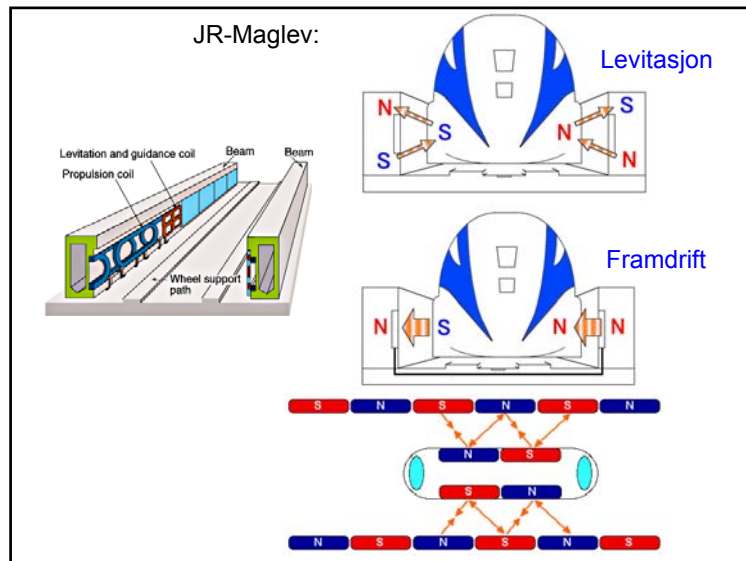 JR-Maglev:
Levitasjon
N S
S N
S N
Levitation and guidance coil
Beam
Beam
Propulsion coil
Wheel support
path
Framdrift
N S N N
S N S N S N
N S
S N
N S N S N S